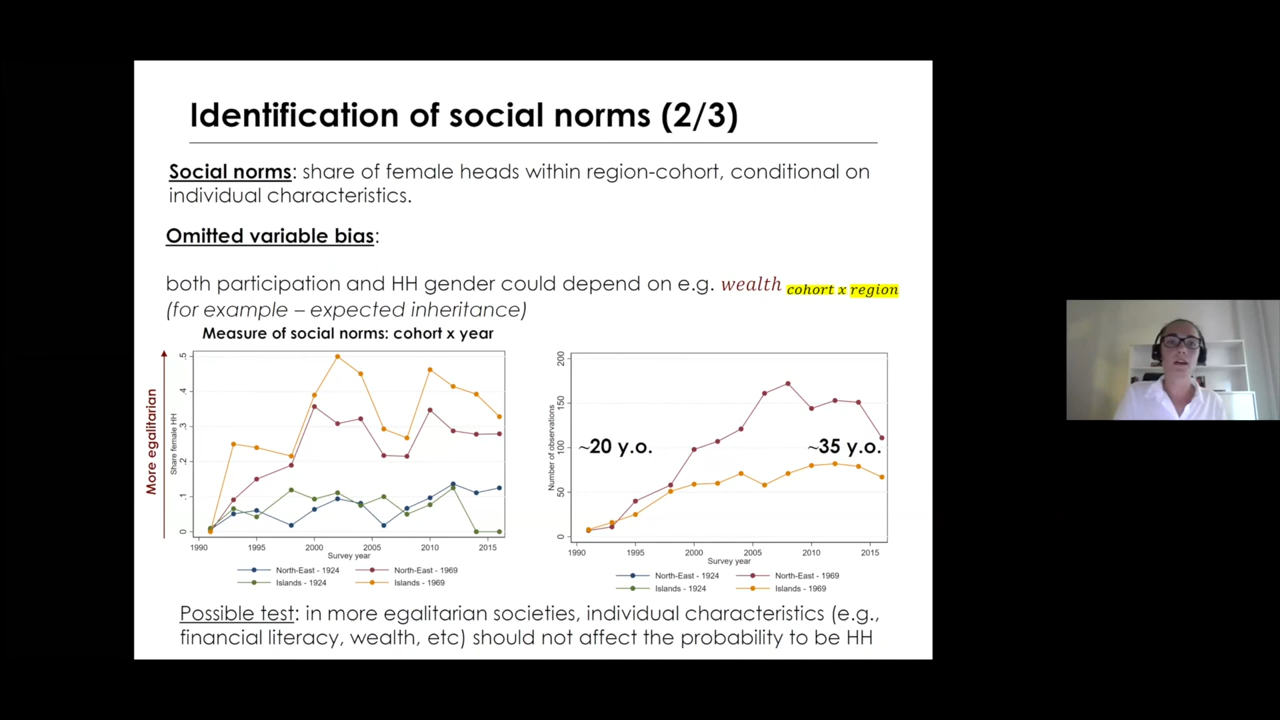 Identification of social norms (2/3)
Social norms: share of female heads within region-cohort, conditional on
individual characteristics.
Omitted variable bias:
both participation and HH gender could depend on e.g. wealth cohort x region
(for example – expected inheritance)
Measure of social norms: cohort x year
More egalitarian
Share female HH
.5
.4
.3
.2
.1
0
1990
1995
2000
2005
2010
2015
Survey year
North-East - 1924
North-East - 1969
Islands - 1924
Islands - 1969
Number of observations
200
150
100
50
0
~20 y.o.
~35 y.o.
1990
1995
2000
2005
2010
2015
Survey year
North-East - 1924
North-East - 1969
Islands - 1924
Islands - 1969
Possible test: in more egalitarian societies, individual characteristics (e.g.,
financial literacy, wealth, etc) should not affect the probability to be HH